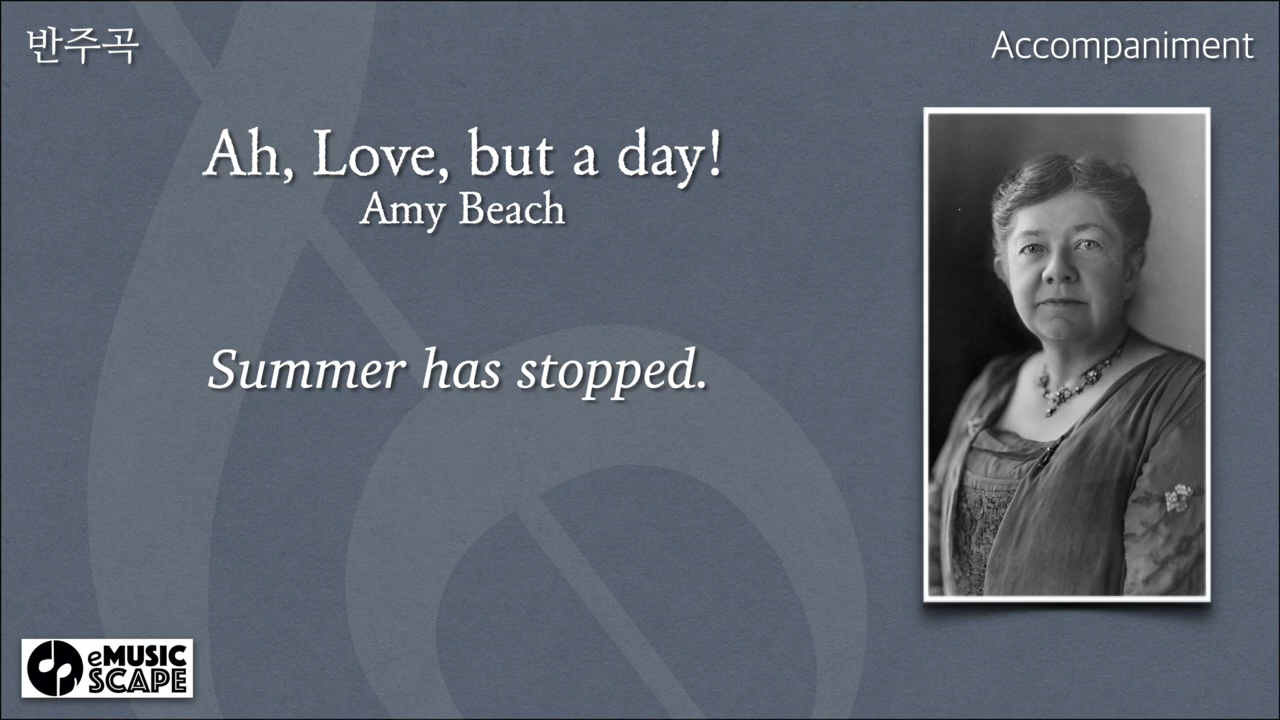 반주곡
Accompaniment
Ah, Love, but a day!
Amy Beach
Summer has stopped.
eMUSIC
SCAPE